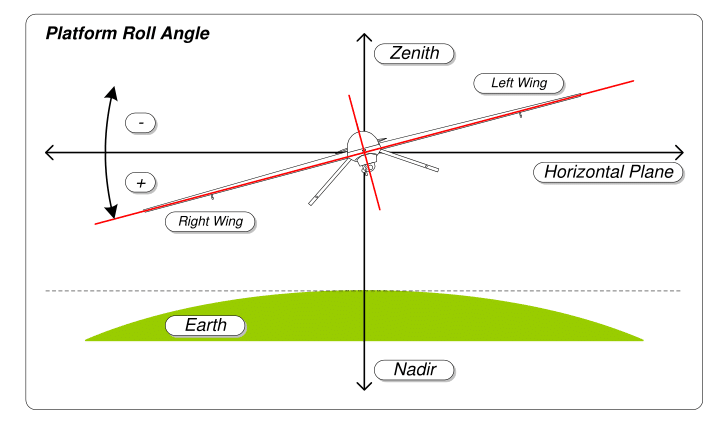 Platform Roll Angle
Zenith
Left Wing
-
Horizontal Plane
+
Right Wing
Earth
Nadir